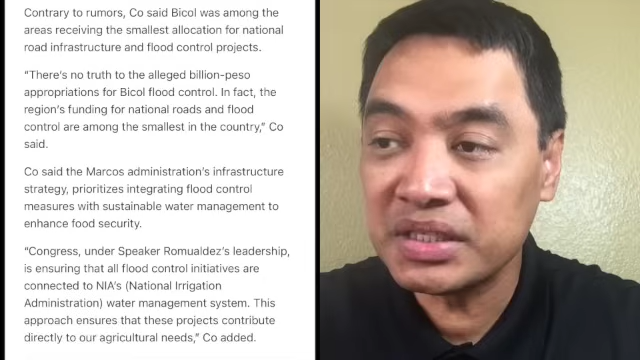 Contrary to rumors, Co said Bicol was among the
areas receiving the smallest allocation for national
road infrastructure and flood control projects.
“There’s no truth to the alleged billion-peso
appropriations for Bicol flood control. In fact, the
region’s funding for national roads and flood
control are among the smallest in the country,” Co
said.
Co said the Marcos administration’s infrastructure
strategy, prioritizes integrating flood control
measures with sustainable water management to
enhance food security.
“Congress, under Speaker Romualdez’s leadership,
is ensuring that all flood control initiatives are
connected to NIA’s (National Irrigation
Administration) water management system. This
approach ensures that these projects contribute
directly to our agricultural needs,” Co added.